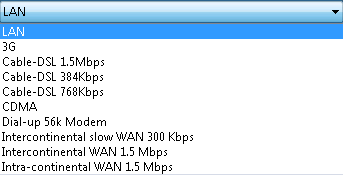 LAN
LAN
3G
Cable-DSL 1.5Mbps
Cable-DSL 384Kbps
Cable-DSL 768Kbps
CDMA
Dial-up 56k Modem
Intercontinental slow WAN 300 Kbps
Intercontinental WAN 1.5 Mbps
Intra-continental WAN 1.5 Mbps